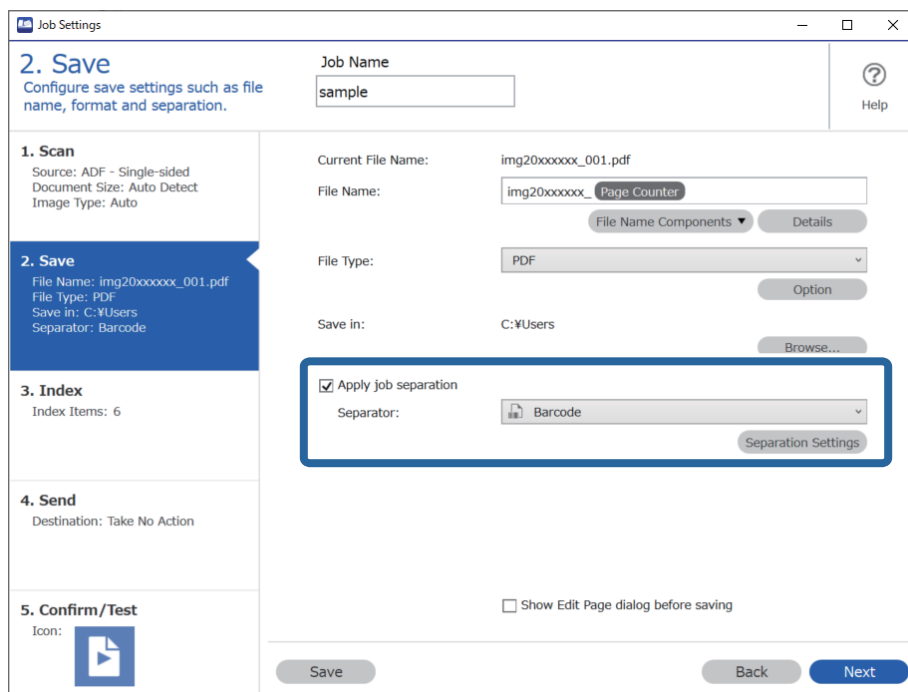 Job Settings
2. Save
Configure save settings such as file
name, format and separation.
Job Name
sample
?
Help
1. Scan
Source: ADF - Single-sided
Document Size: Auto Detect
Image Type: Auto
2. Save
File Name: img20xxxxxx_001.pdf
File Type: PDF
Save in: C:¥Users
Separator: Barcode
3. Index
Index Items: 6
4. Send
Destination: Take No Action
5. Confirm/Test
Icon:
Current File Name: img20xxxxxx_001.pdf
File Name: img20xxxxxx_ Page Counter
File Name Components ▼ Details
File Type: PDF
Option
Save in: C:¥Users
Browse...
Apply job separation
Separator: Barcode
Separation Settings
Show Edit Page dialog before saving
Save Back Next